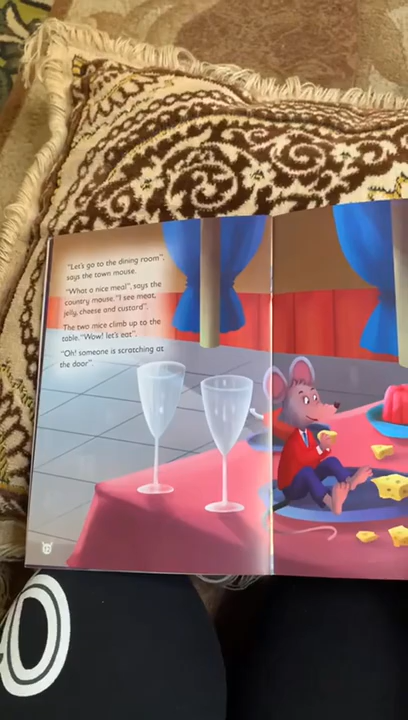 "Let's go to the dining room",
says the town mouse.
"What a nice meal", says the
country mouse. "I see meat,
jelly, cheese and custard".
The two mice climb up to the
table. "Wow! let's eat".
"Oh! someone is scratching at
the door".